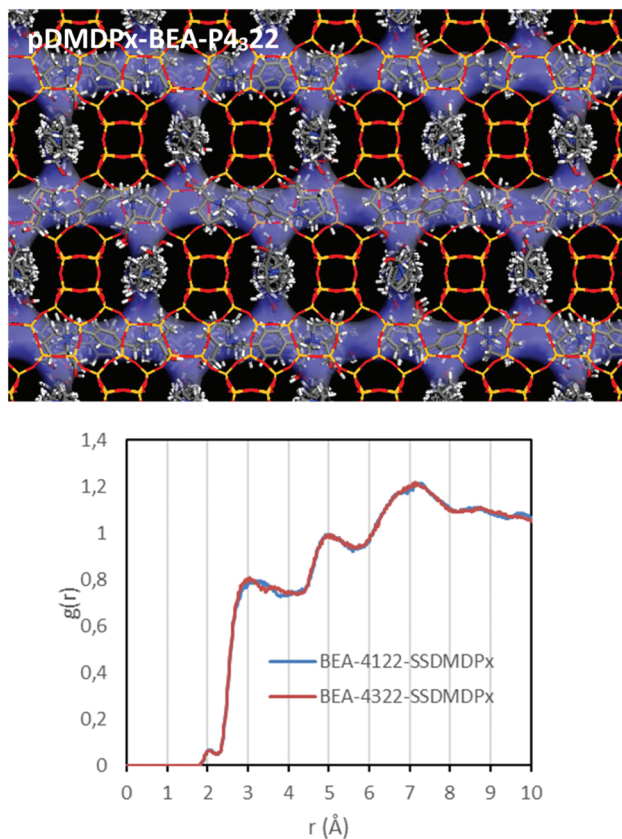 pDMDPx-BEA-P4₃22
1,4
1,2
1
0,8
0,6
0,4
0,2
0
g(r)
BEA-4122-SSDMDPx
BEA-4322-SSDMDPx
0 1 2 3 4 5 6 7 8 9 10
r (Å)